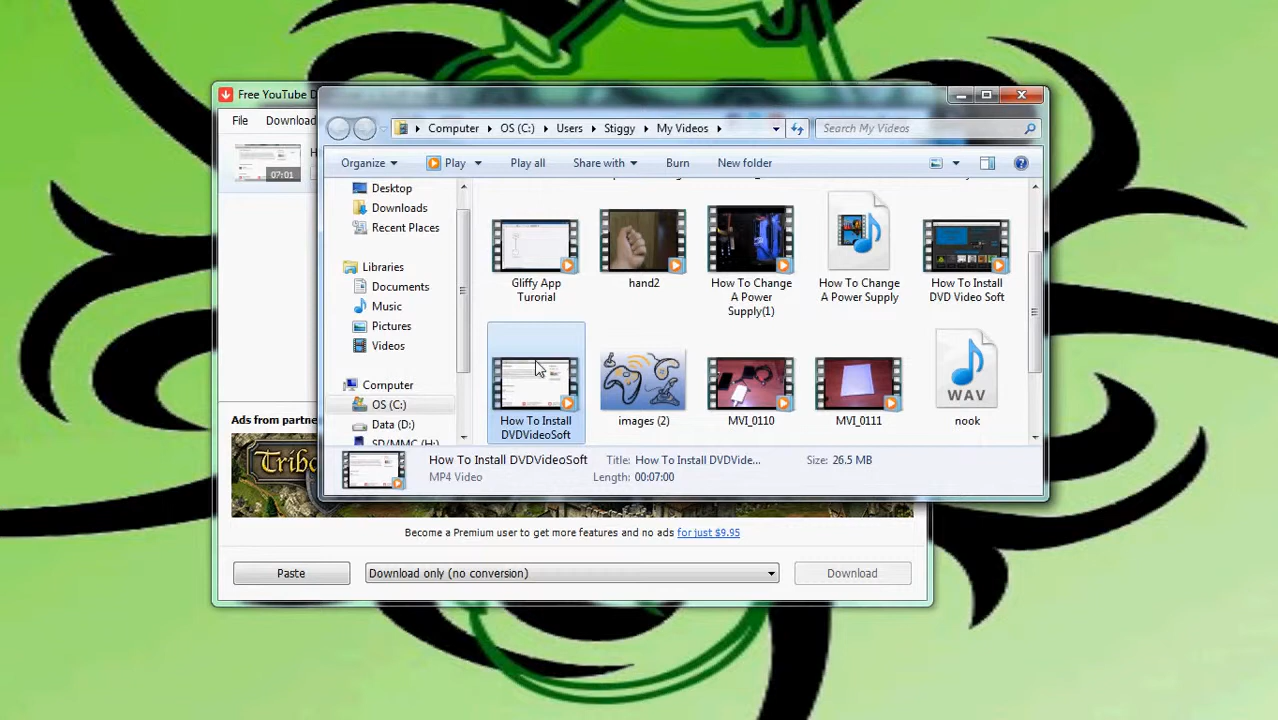 Free YouTube D
File Download
07:01
H
Computer OS (C:) Users Stiggy My Videos
Search My Videos
Organize Play Play all Share with Burn New folder
Desktop
Downloads
Recent Places
Libraries
Documents
Music
Pictures
Videos
Computer
OS (C:)
Data (D:)
SD/MMC (H:)
Gliffy App
Turorial
hand2
How To Change
A Power
Supply(1)
How To Change
A Power Supply
How To Install
DVD Video Soft
How To Install
DVDVideoSoft
images (2)
MVI_0110
MVI_0111
WAV
nook
How To Install DVDVideoSoft Title: How To Install DVDVide... Size: 26.5 MB
MP4 Video Length: 00:07:00
Ads from partne
Tribo
Become a Premium user to get more features and no ads for just $9.95
Paste
Download only (no conversion)
Download